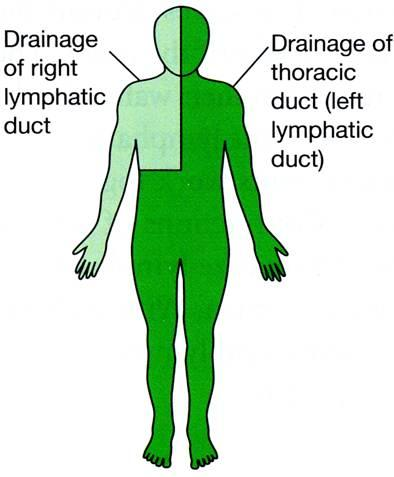 Drainage
of right
lymphatic
duct
Drainage of
thoracic
duct (left
lymphatic
duct)